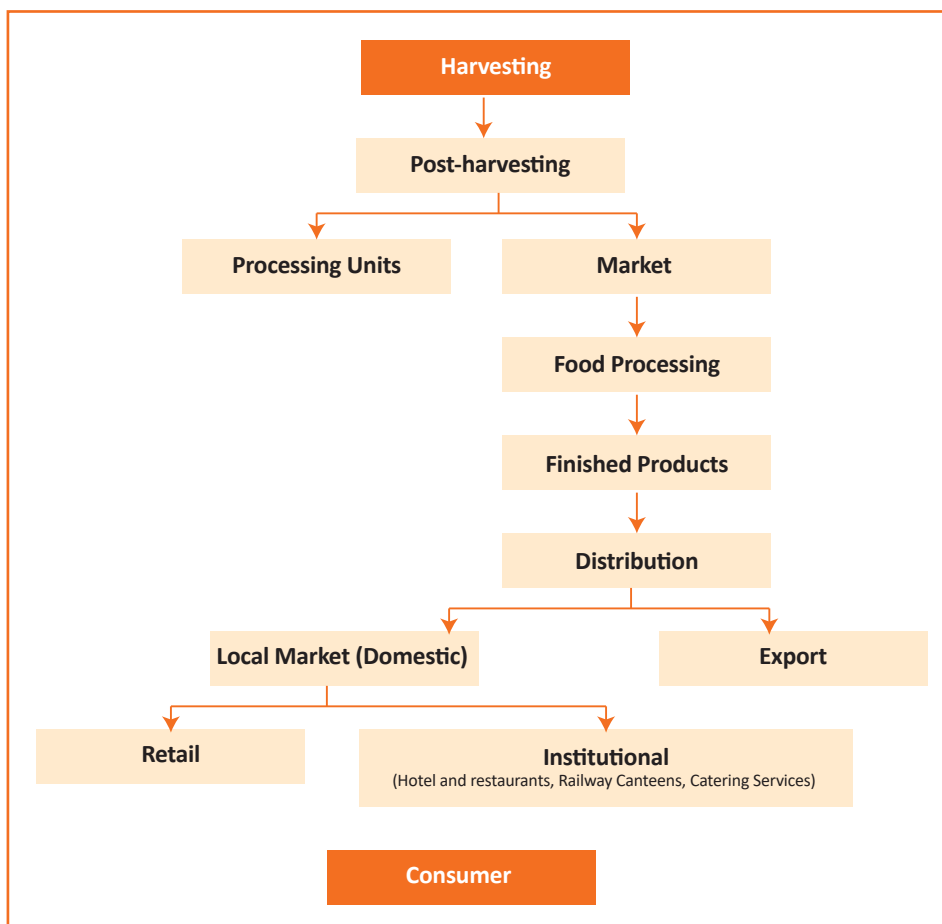 Harvesting
Post-harvesting
Processing Units
Market
Food Processing
Finished Products
Distribution
Local Market (Domestic)
Export
Retail
Institutional
(Hotel and restaurants, Railway Canteens, Catering Services)
Consumer